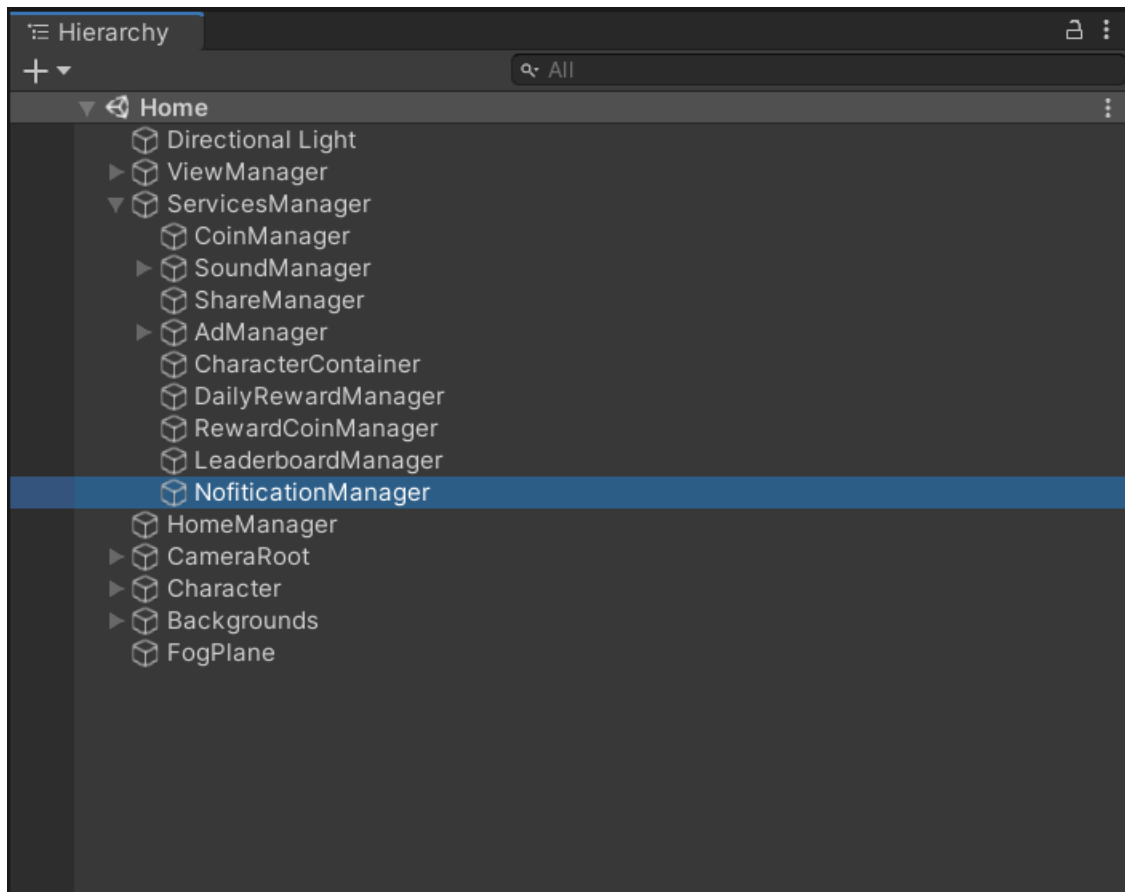 Hierarchy
All
Home
Directional Light
ViewManager
ServicesManager
CoinManager
SoundManager
ShareManager
AdManager
CharacterContainer
DailyRewardManager
RewardCoinManager
LeaderboardManager
NofiticationManager
HomeManager
CameraRoot
Character
Backgrounds
FogPlane